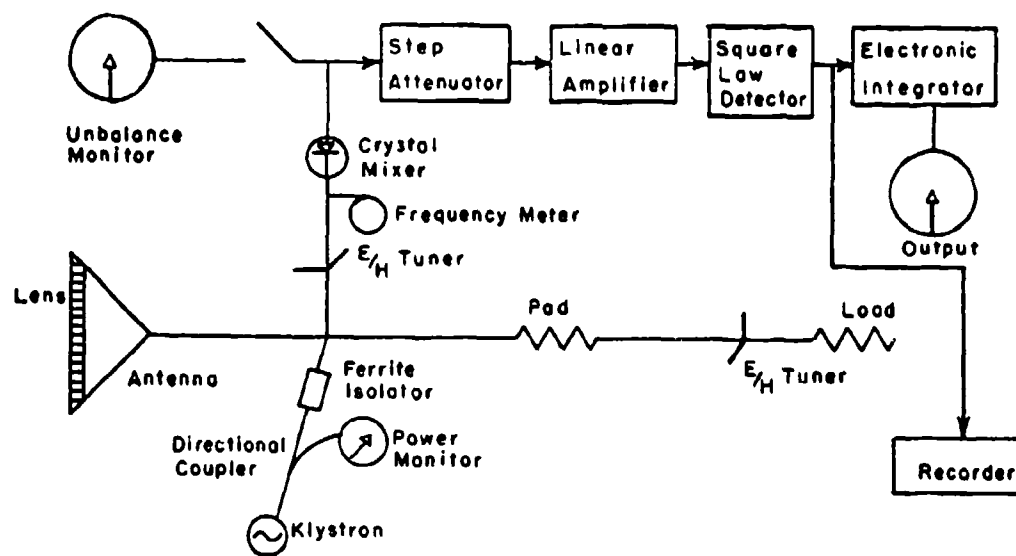 Unbalance
Monitor
Step
Attenuator
Linear
Amplifier
Square
Law
Detector
Electronic
Integrator
Crystal
Mixer
Frequency Meter
Output
E/H Tuner
Lens
Pad
Load
Antenna
Ferrite
Isolator
E/H Tuner
Directional
Coupler
Power
Monitor
Recorder
Klystron